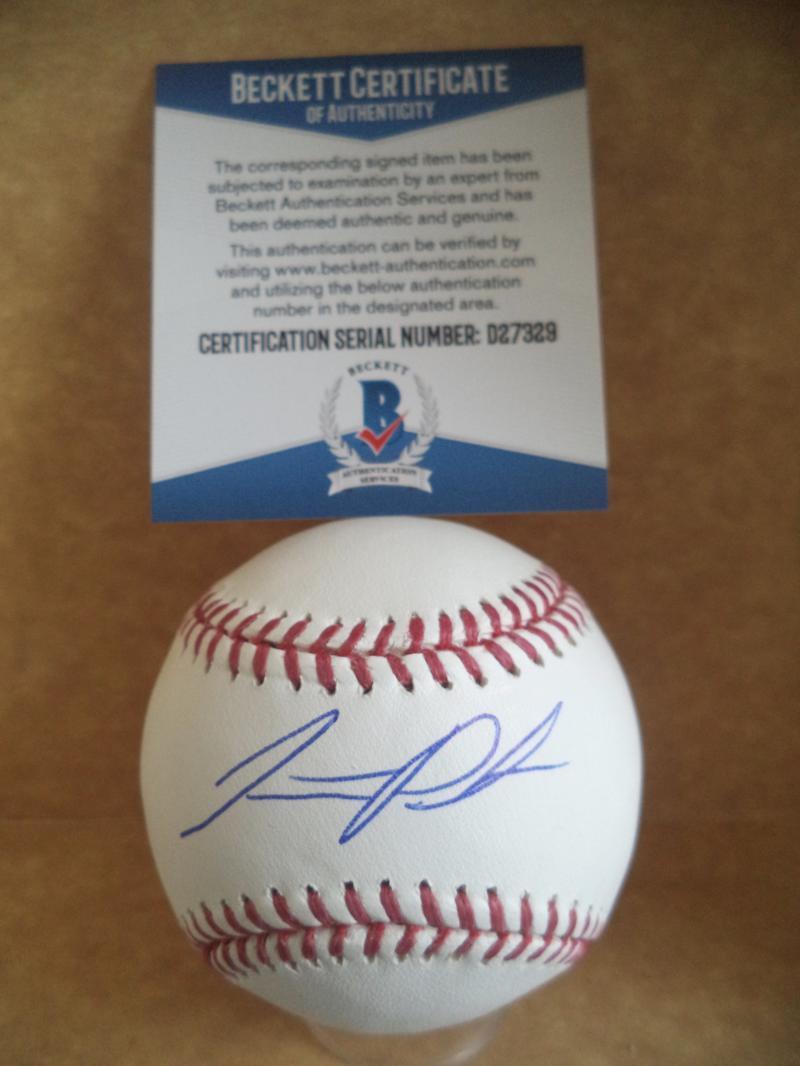 BECKETT CERTIFICATE
OF AUTHENTICITY
The corresponding signed item has been
subjected to examination by an expert from
Beckett Authentication Services and has
been deemed authentic and genuine.
This authentication can be verified by
visiting www.beckett-authentication.com
and utilizing the below authentication
number in the designated area.
CERTIFICATION SERIAL NUMBER: D27329
BECKETT
B
AUTHENTICATION
SERVICES